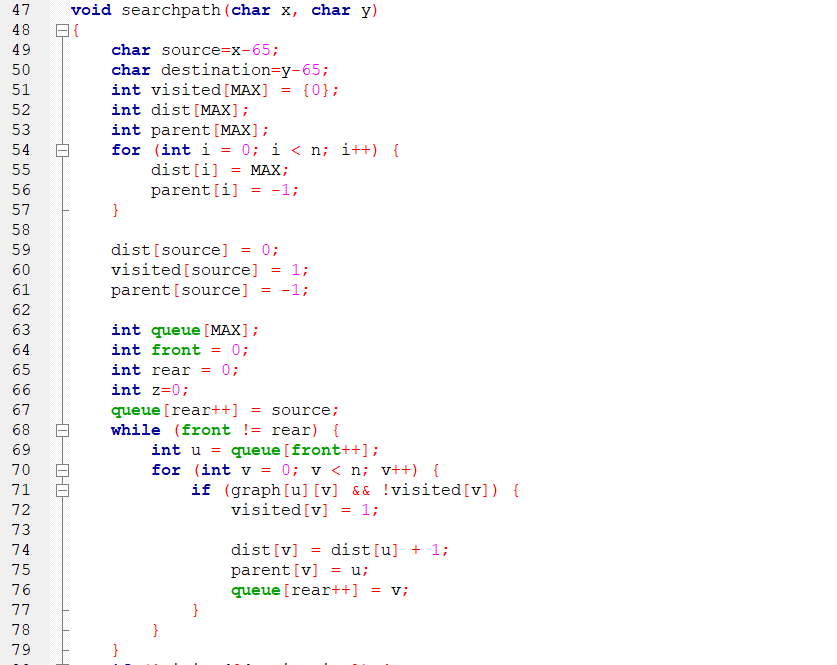 47 void searchpath(char x, char y)
48 {
49 char source=x-65;
50 char destination=y-65;
51 int visited[MAX] = {0};
52 int dist[MAX];
53 int parent[MAX];
54 for (int i = 0; i < n; i++) {
55 dist[i] = MAX;
56 parent[i] = -1;
57 }
58
59 dist[source] = 0;
60 visited[source] = 1;
61 parent[source] = -1;
62
63 int queue[MAX];
64 int front = 0;
65 int rear = 0;
66 int z=0;
67 queue[rear++] = source;
68 while (front != rear) {
69 int u = queue[front++];
70 for (int v = 0; v < n; v++) {
71 if (graph[u][v] && !visited[v]) {
72 visited[v] = 1;
73
74 dist[v] = dist[u] + 1;
75 parent[v] = u;
76 queue[rear++] = v;
77 }
78 }
79 }